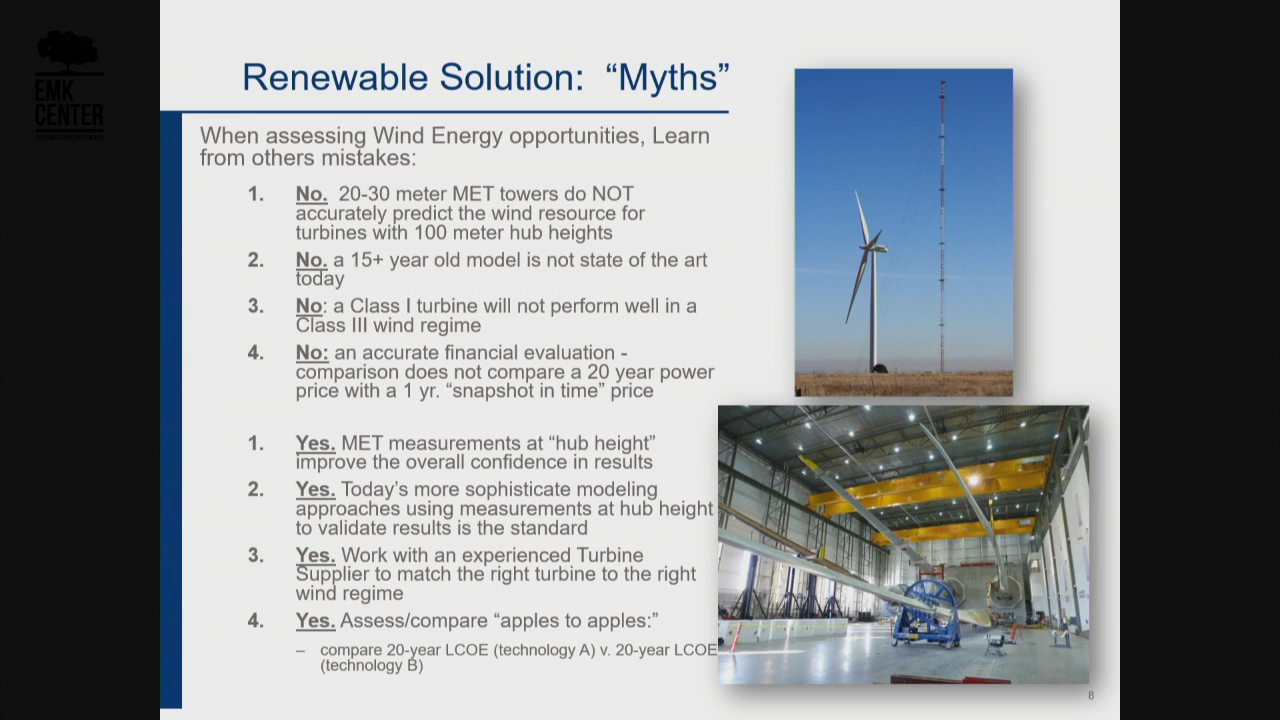 EMK
CENTER
Renewable Solution: “Myths”
When assessing Wind Energy opportunities, Learn
from others mistakes:
1. No. 20-30 meter MET towers do NOT
accurately predict the wind resource for
turbines with 100 meter hub heights
2. No. a 15+ year old model is not state of the art
today
3. No: a Class I turbine will not perform well in a
Class III wind regime
4. No: an accurate financial evaluation -
comparison does not compare a 20 year power
price with a 1 yr. “snapshot in time” price
1. Yes. MET measurements at “hub height”
improve the overall confidence in results
2. Yes. Today’s more sophisticate modeling
approaches using measurements at hub height
to validate results is the standard
3. Yes. Work with an experienced Turbine
Supplier to match the right turbine to the right
wind regime
4. Yes. Assess/compare “apples to apples:”
– compare 20-year LCOE (technology A) v. 20-year LCOE
(technology B)
8